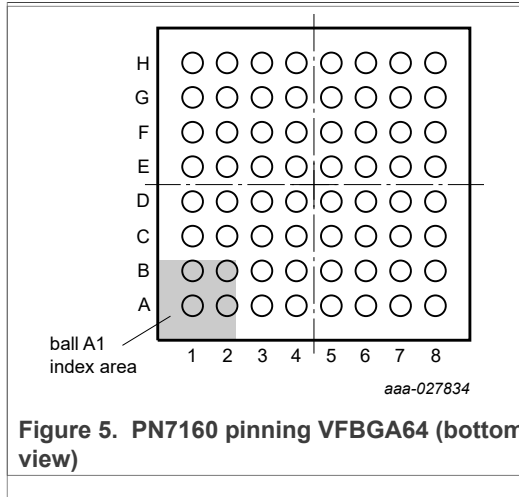 H
G
F
E
D
C
B
A
ball A1
index area
1 2 3 4 5 6 7 8
aaa-027834
Figure 5. PN7160 pinning VFBGA64 (bottom
view)